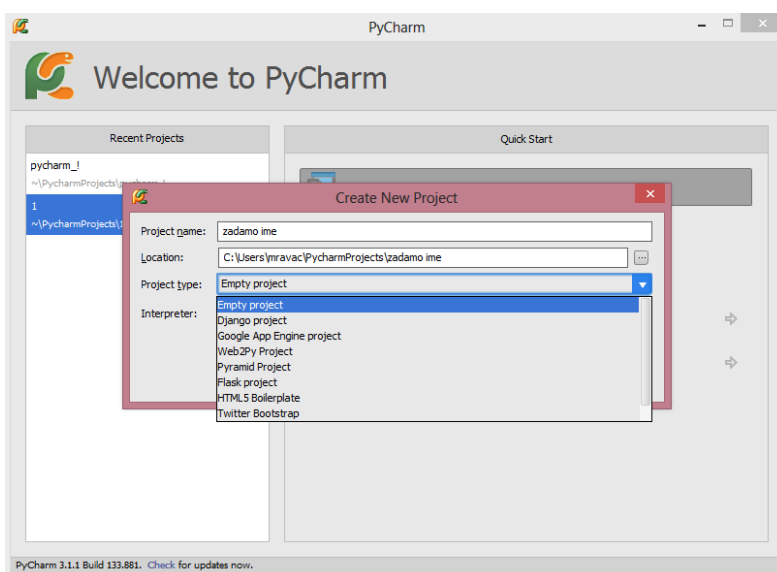 PyCharm
Welcome to PyCharm
Recent Projects
Quick Start
pycharm_!
~\PycharmProjects\
1
~\PycharmProjects\1
Create New Project
Project name: zadamo ime
Location: C:\Users\mravac\PycharmProjects\zadamo ime
Project type: Empty project
Interpreter:
Empty project
Django project
Google App Engine project
Web2Py Project
Pyramid Project
Flask project
HTML5 Boilerplate
Twitter Bootstrap
PyCharm 3.1.1 Build 133.881. Check for updates now.